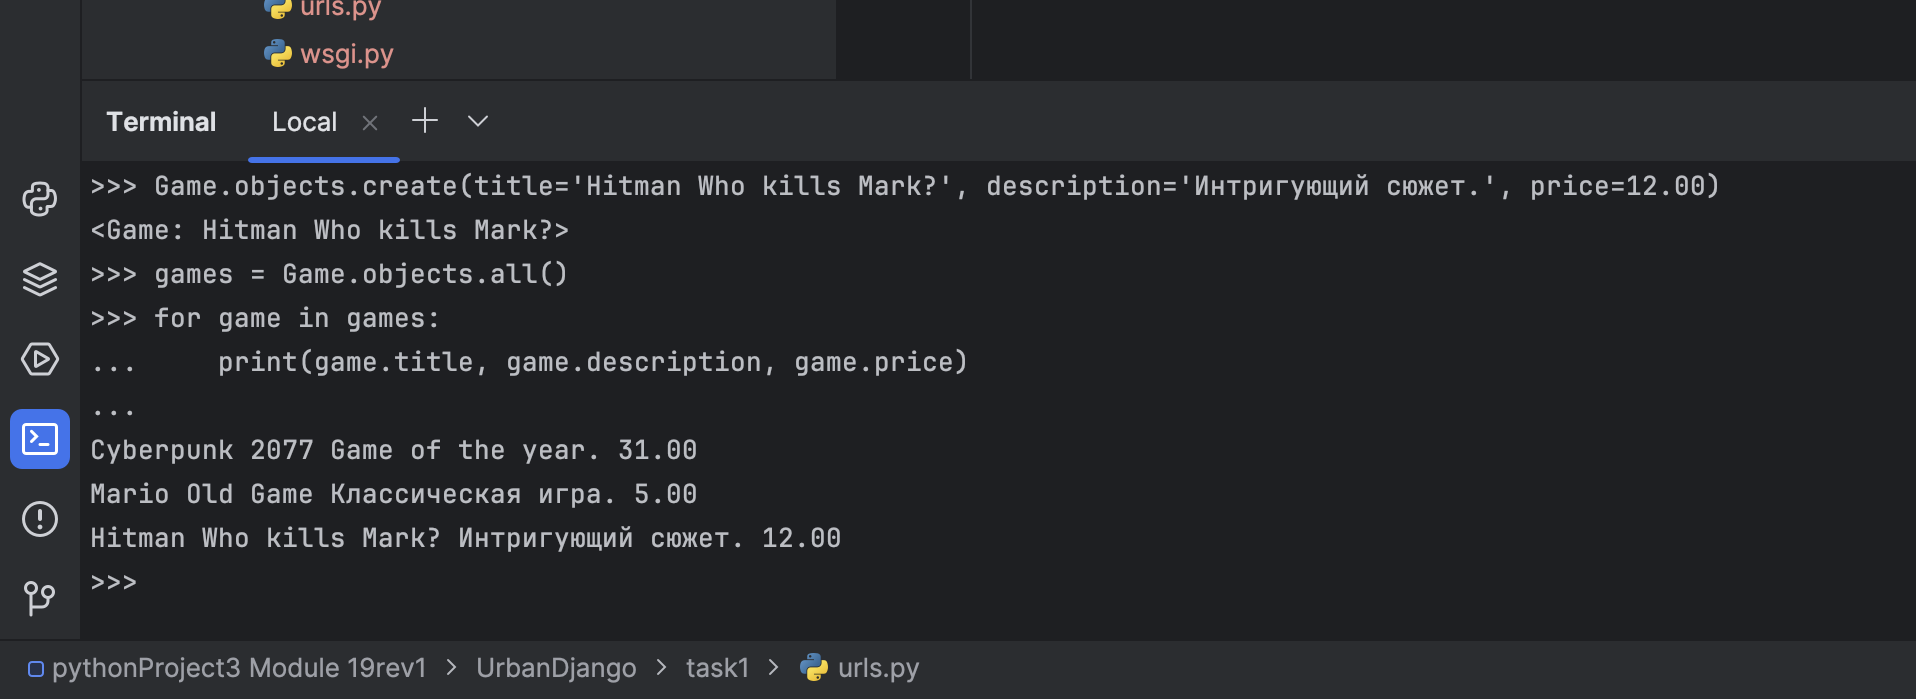 urls.py
wsgi.py
Terminal Local
>>> Game.objects.create(title='Hitman Who kills Mark?', description='Интригующий сюжет.', price=12.00)
<Game: Hitman Who kills Mark?>
>>> games = Game.objects.all()
>>> for game in games:
...     print(game.title, game.description, game.price)
...
Cyberpunk 2077 Game of the year. 31.00
Mario Old Game Классическая игра. 5.00
Hitman Who kills Mark? Интригующий сюжет. 12.00
>>>
pythonProject3 Module 19rev1 > UrbanDjango > task1 > urls.py